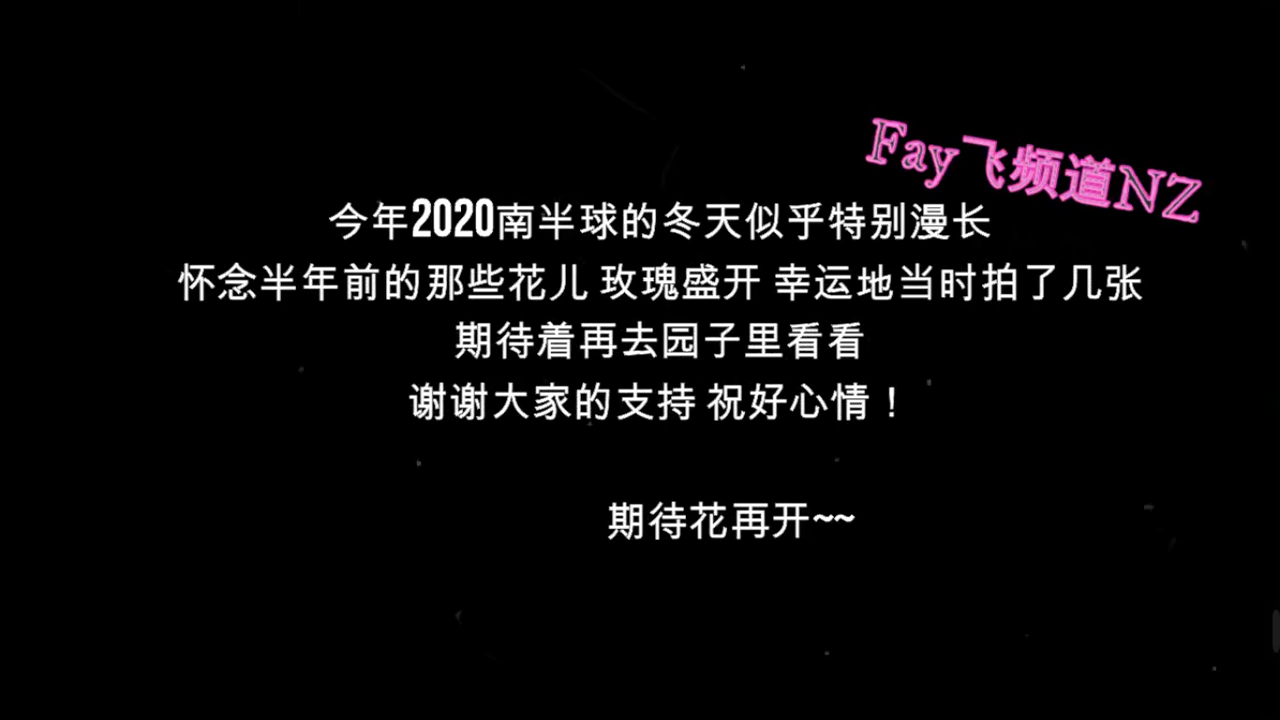 Fay飞频道NZ
今年2020南半球的冬天似乎特别漫长
怀念半年前的那些花儿 玫瑰盛开 幸运地当时拍了几张
期待着再去园子里看看
谢谢大家的支持 祝好心情！
期待花再开~~